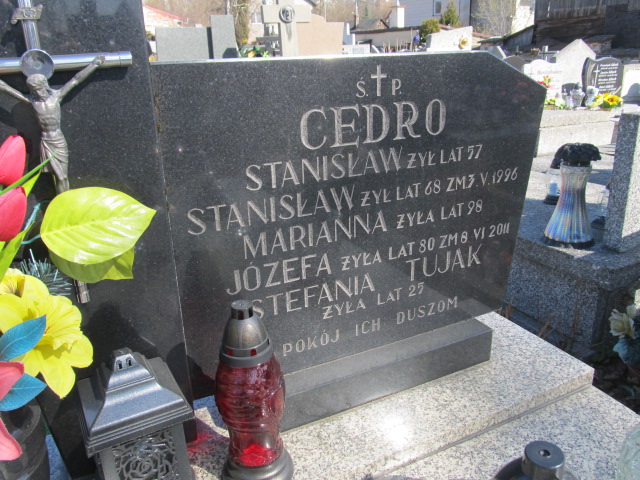 Ś.†P.
CEDRO
STANISŁAW ŻYŁ LAT 57
STANISŁAW ŻYŁ LAT 68 ZM.3.V.1996
MARIANNA ŻYŁA LAT 98
JÓZEFA ŻYŁA LAT 80 ZM 8 VI 2011
STEFANIA TUJAK
ŻYŁA LAT 25
POKÓJ ICH DUSZOM